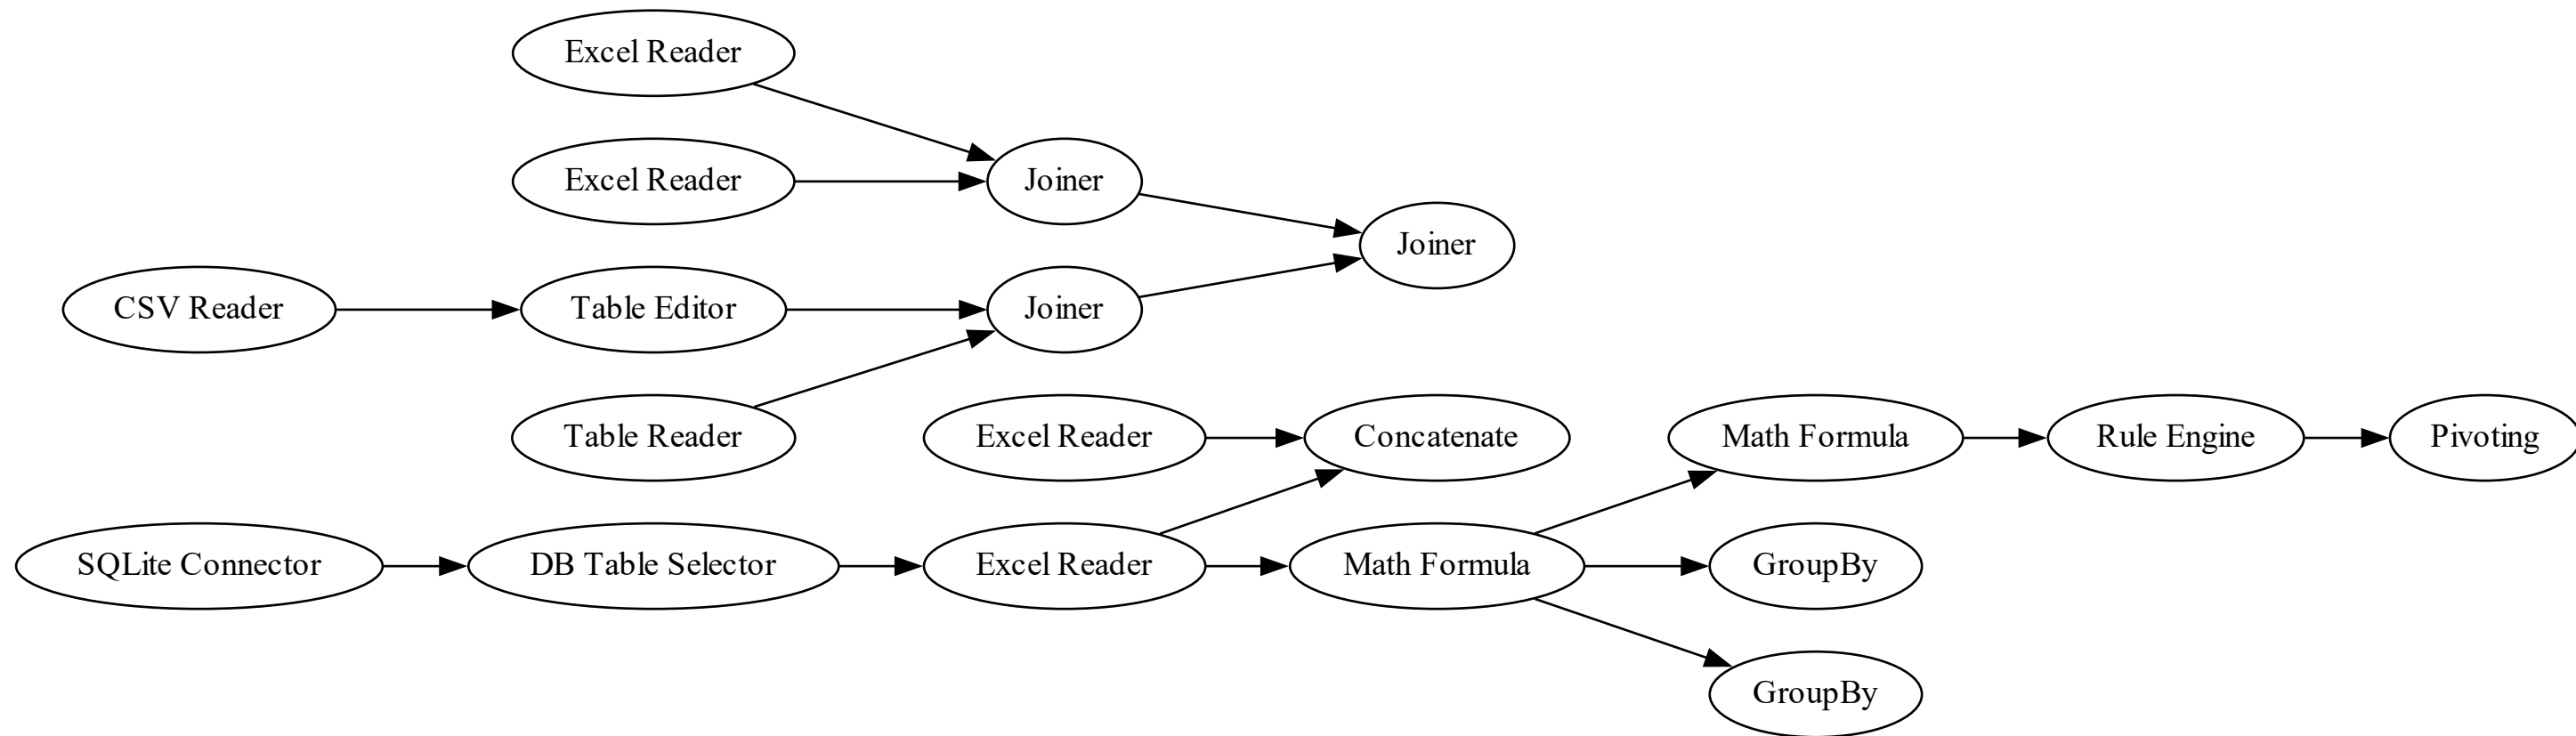 Excel Reader
Excel Reader
Joiner
Joiner
CSV Reader
Table Editor
Joiner
Table Reader
Excel Reader
Concatenate
Math Formula
Rule Engine
Pivoting
SQLite Connector
DB Table Selector
Excel Reader
Math Formula
GroupBy
GroupBy